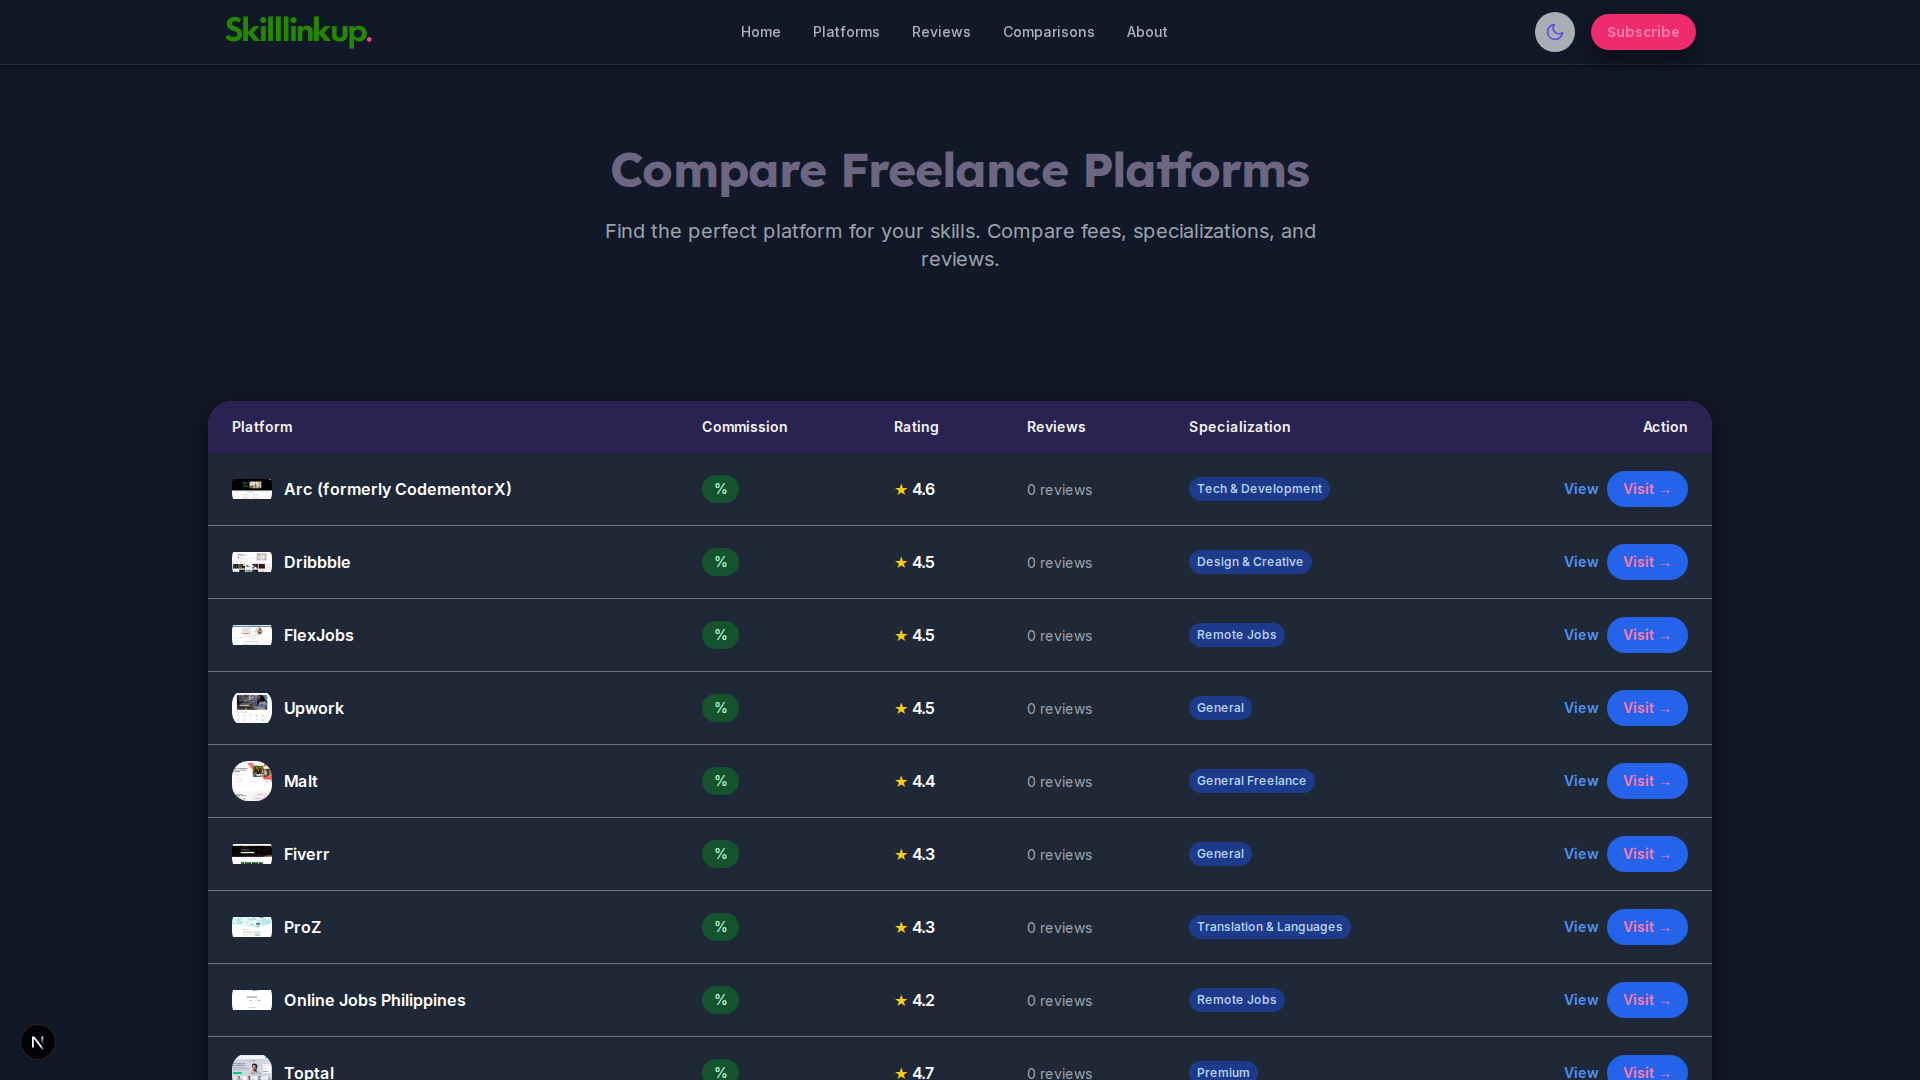 Skilllinkup.
Home Platforms Reviews Comparisons About
Subscribe
Compare Freelance Platforms
Find the perfect platform for your skills. Compare fees, specializations, and
reviews.
Platform Commission Rating Reviews Specialization Action
Arc (formerly CodementorX) % ★ 4.6 0 reviews Tech & Development View Visit →
Dribbble % ★ 4.5 0 reviews Design & Creative View Visit →
FlexJobs % ★ 4.5 0 reviews Remote Jobs View Visit →
Upwork % ★ 4.5 0 reviews General View Visit →
Malt % ★ 4.4 0 reviews General Freelance View Visit →
Fiverr % ★ 4.3 0 reviews General View Visit →
ProZ % ★ 4.3 0 reviews Translation & Languages View Visit →
Online Jobs Philippines % ★ 4.2 0 reviews Remote Jobs View Visit →
Toptal % ★ 4.7 0 reviews Premium View Visit →
N